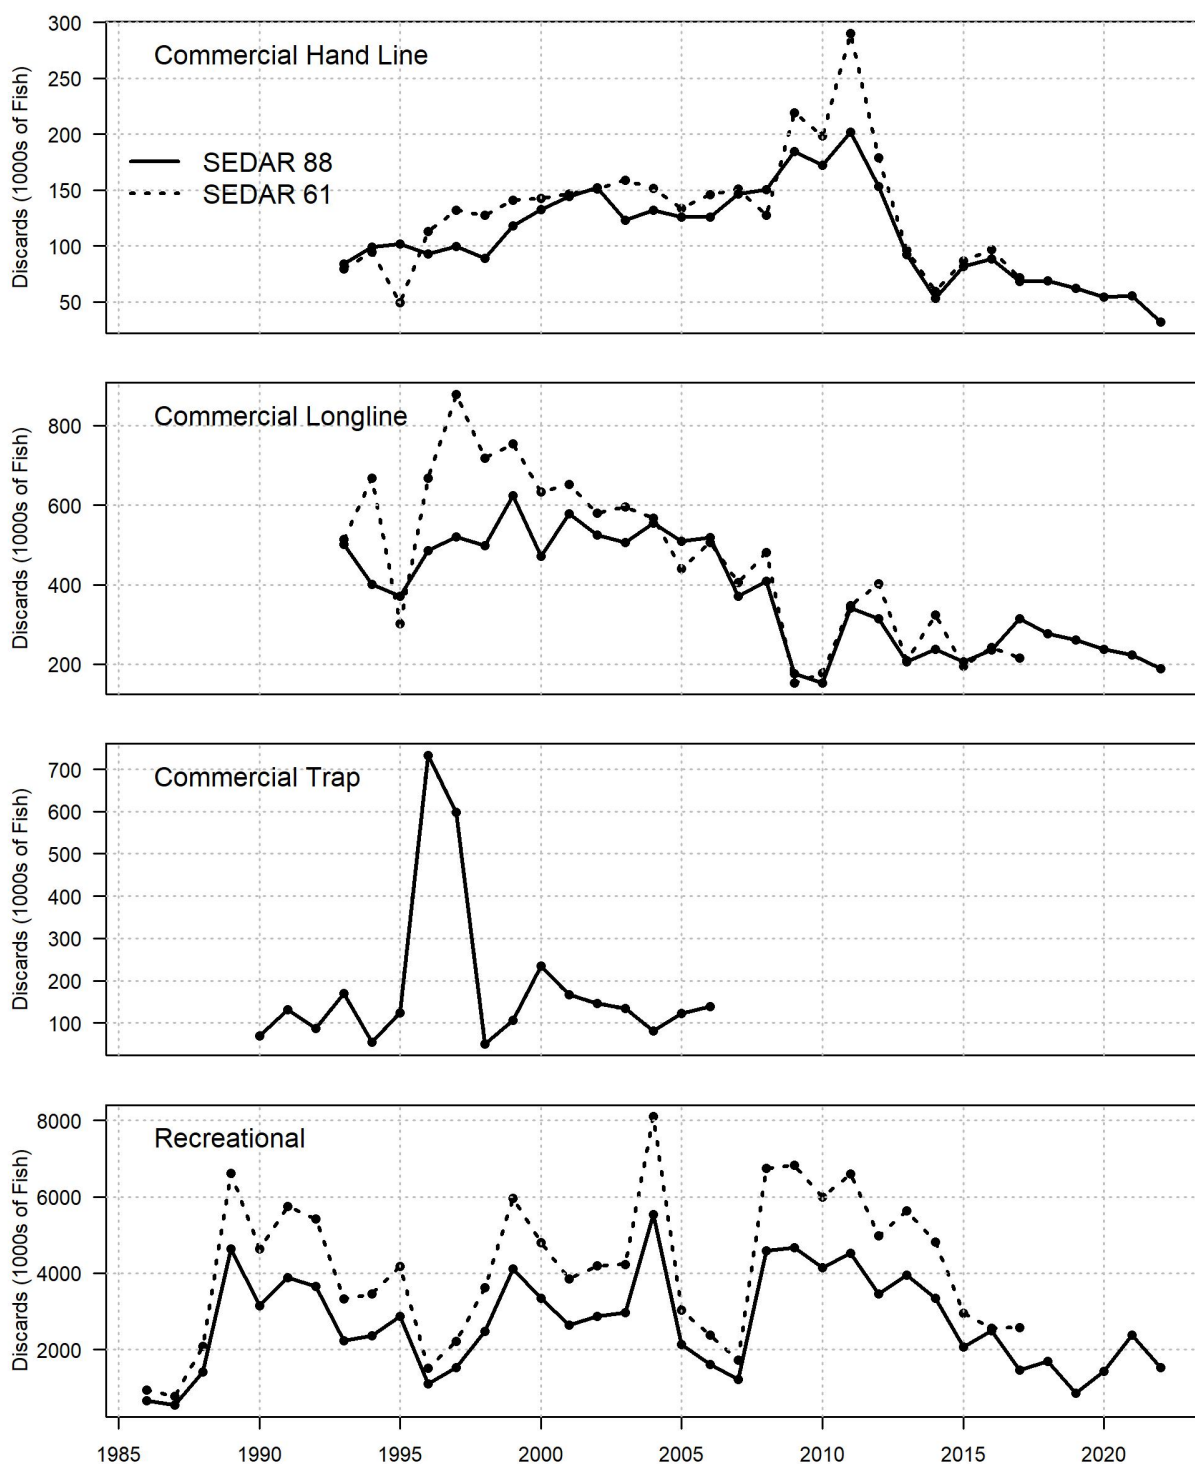 Commercial Hand Line
SEDAR 88
SEDAR 61
Discards (1000s of Fish)
300
250
200
150
100
50
Commercial Longline
Discards (1000s of Fish)
800
600
400
200
Commercial Trap
Discards (1000s of Fish)
700
600
500
400
300
200
100
Recreational
Discards (1000s of Fish)
8000
6000
4000
2000
1985 1990 1995 2000 2005 2010 2015 2020